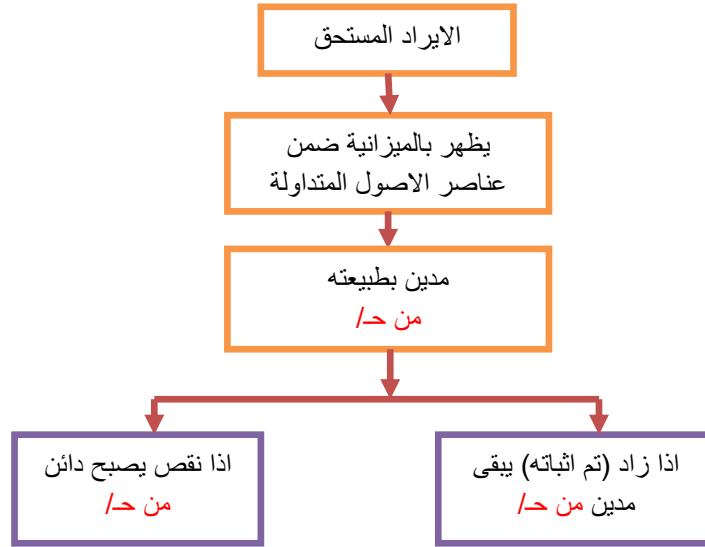 الايراد المستحق
يظهر بالميزانية ضمن
عناصر الاصول المتداولة
مدين بطبيعته
من حـ/
اذا زاد (تم اثباته) يبقى
مدين من حـ/
اذا نقص يصبح دائن
من حـ/